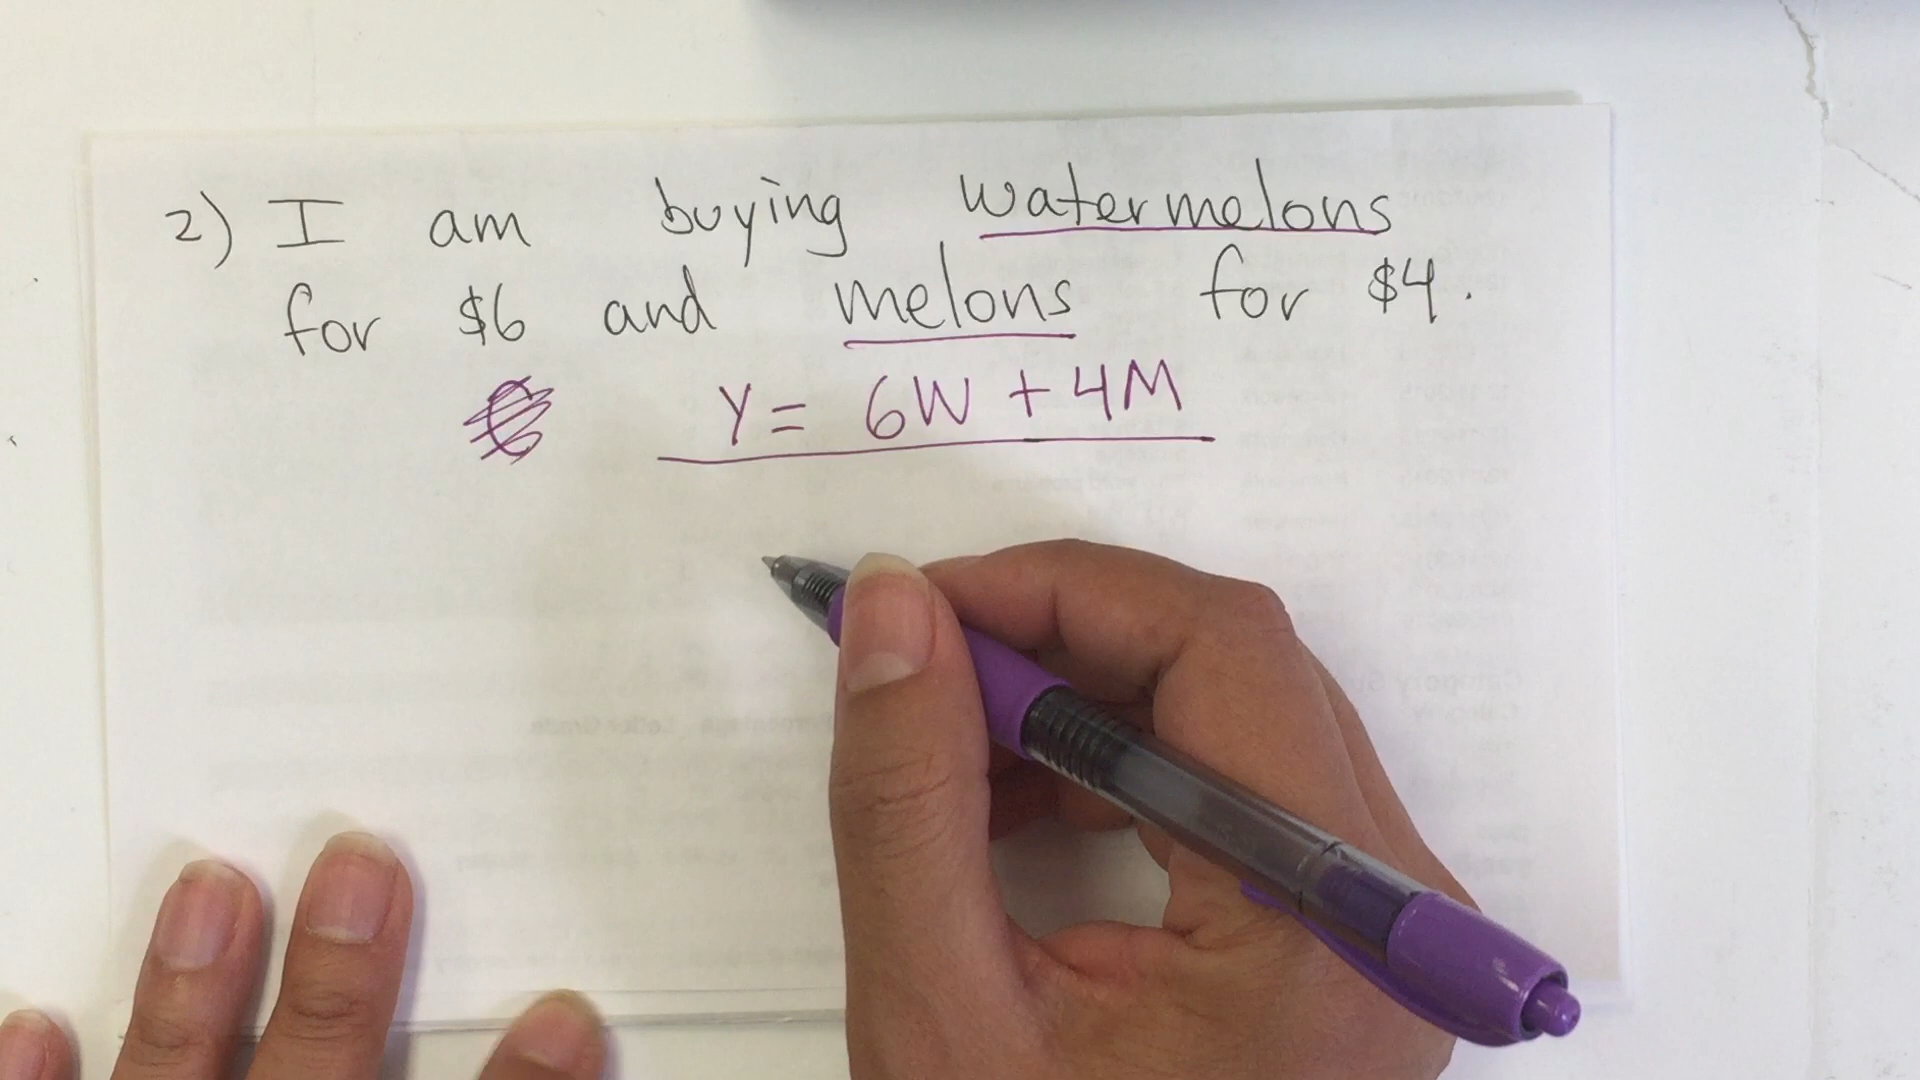 2) I am buying watermelons
for $6 and melons for $4.
Y = 6W + 4M